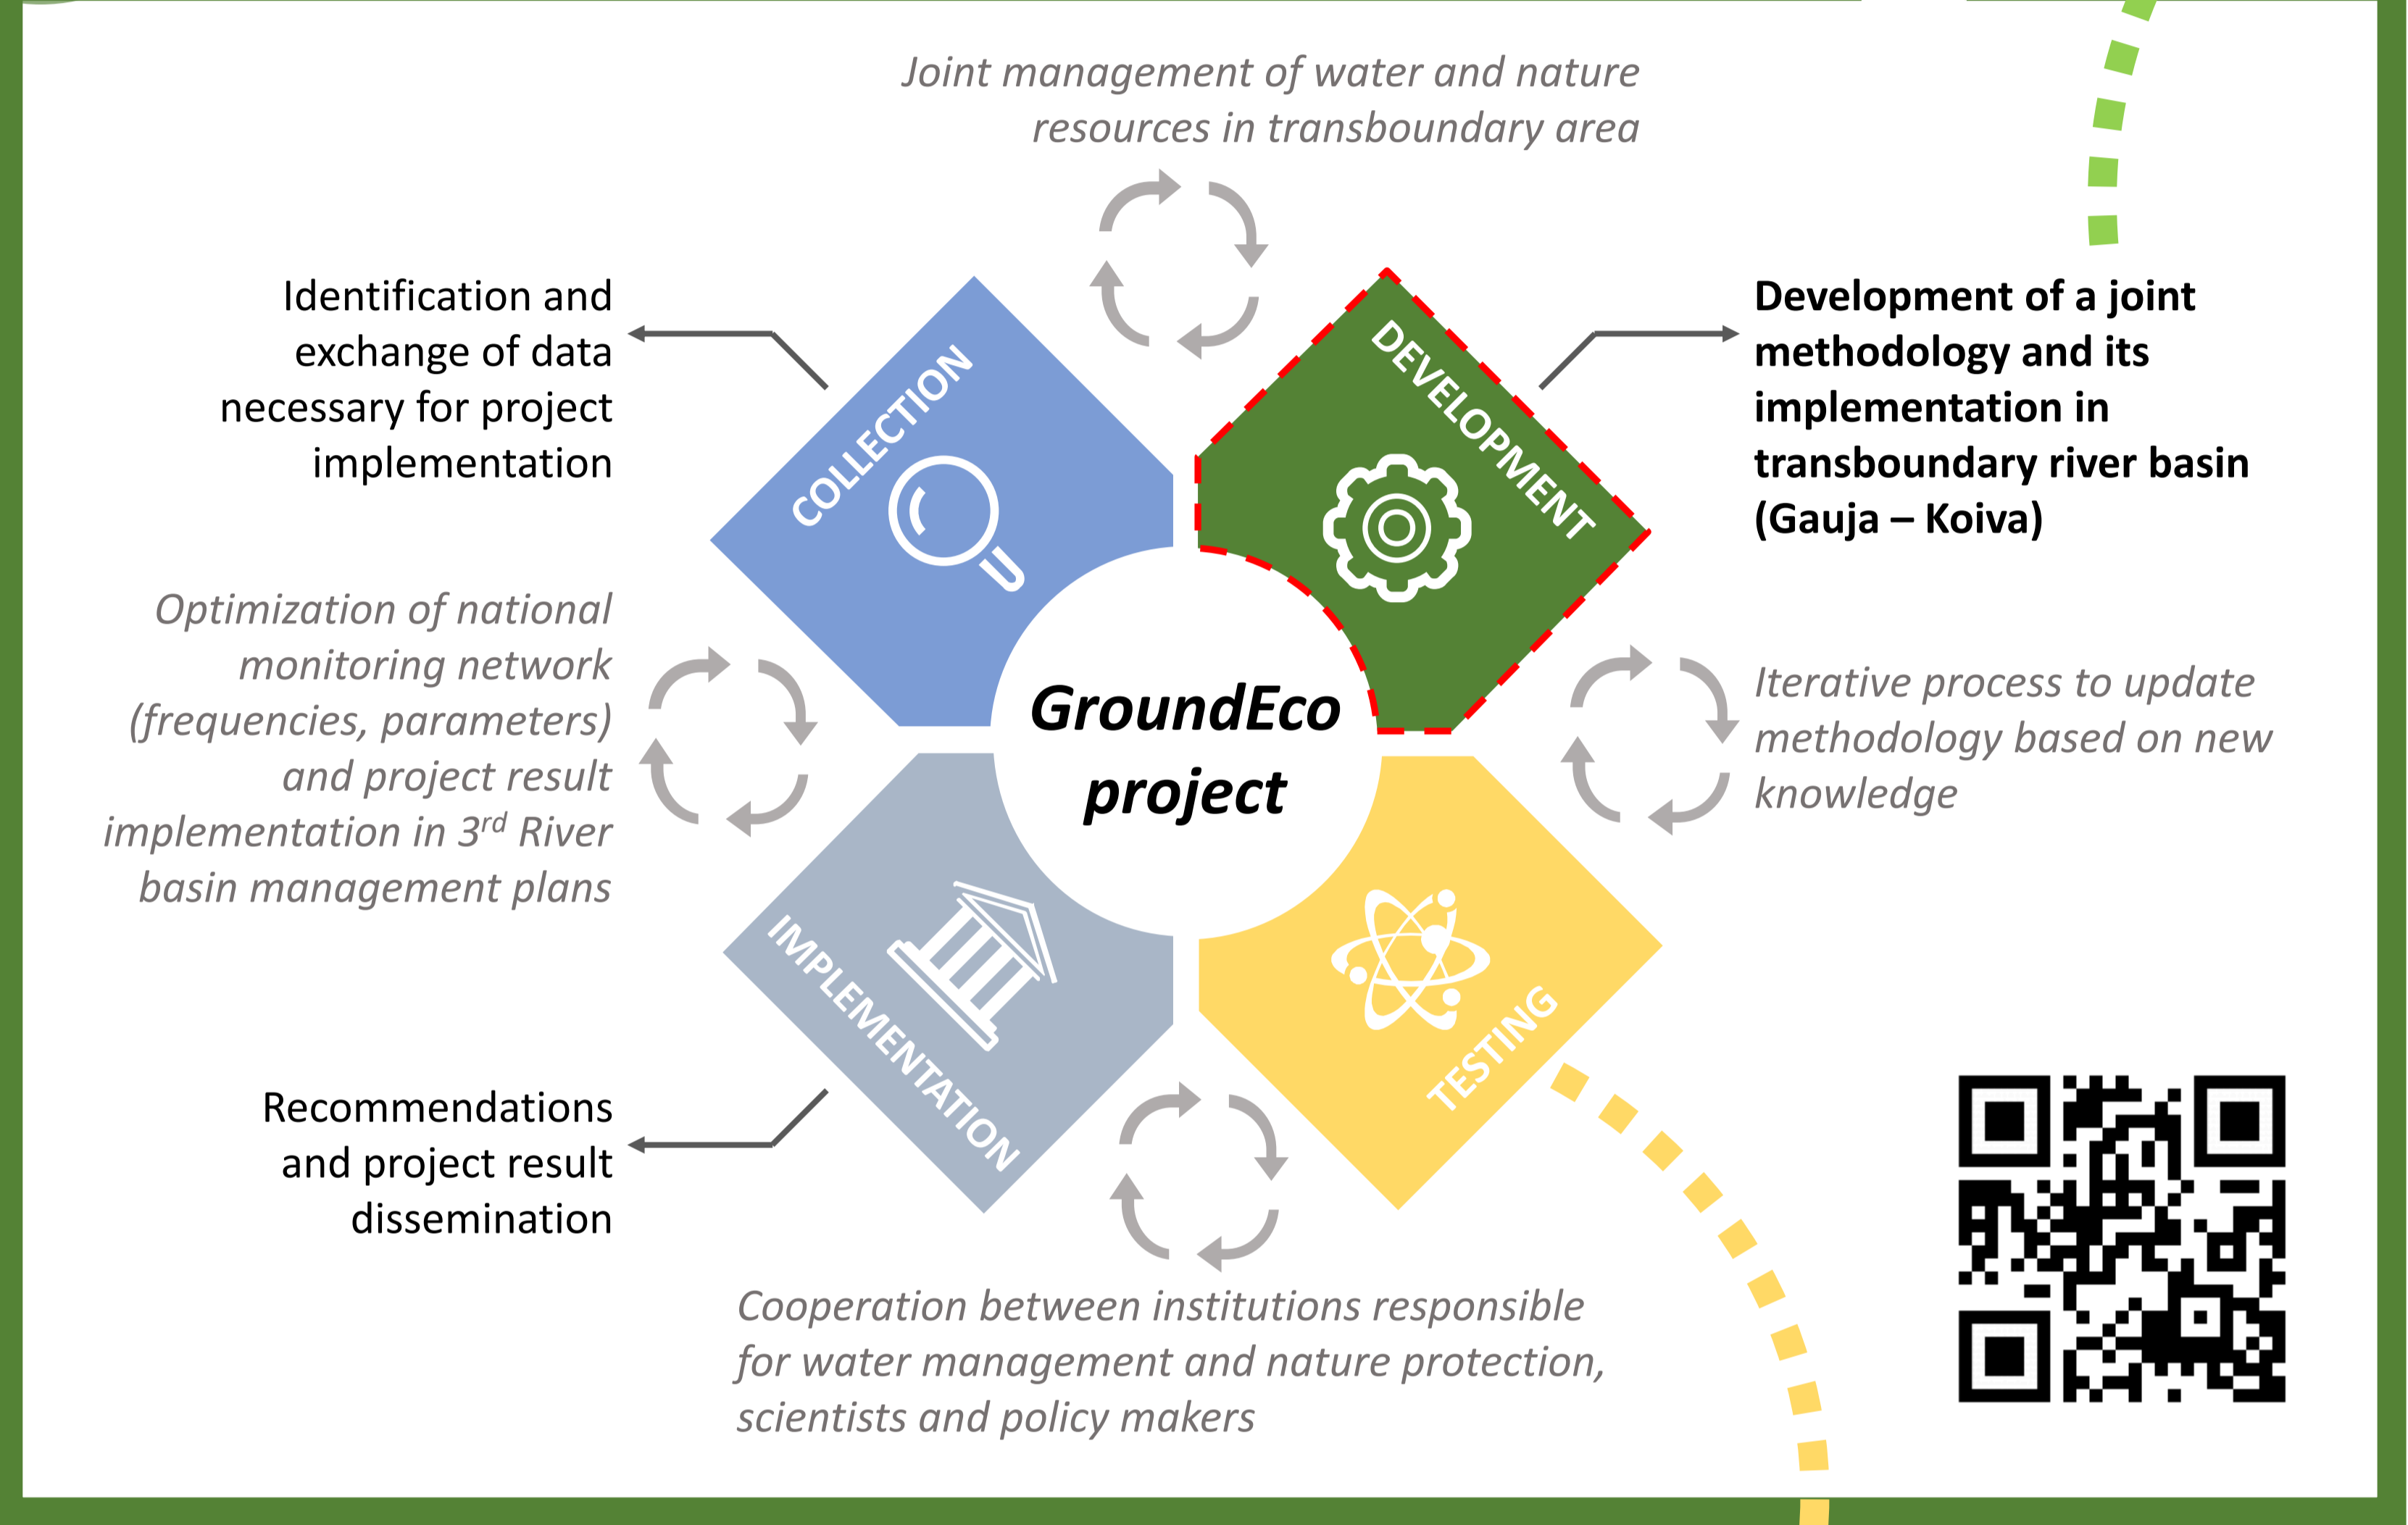 Joint management of water and nature
resources in transboundary area
Identification and
exchange of data
necessary for project
implementation
COLLECTION
DEVELOPMENT
Development of a joint
methodology and its
implementation in
transboundary river basin
(Gauja – Koiva)
Optimization of national
monitoring network
(frequencies, parameters)
and project result
implementation in 3rd River
basin management plans
GroundEco
project
Iterative process to update
methodology based on new
knowledge
IMPLEMENTATION
TESTING
Recommendations
and project result
dissemination
Cooperation between institutions responsible
for water management and nature protection,
scientists and policy makers